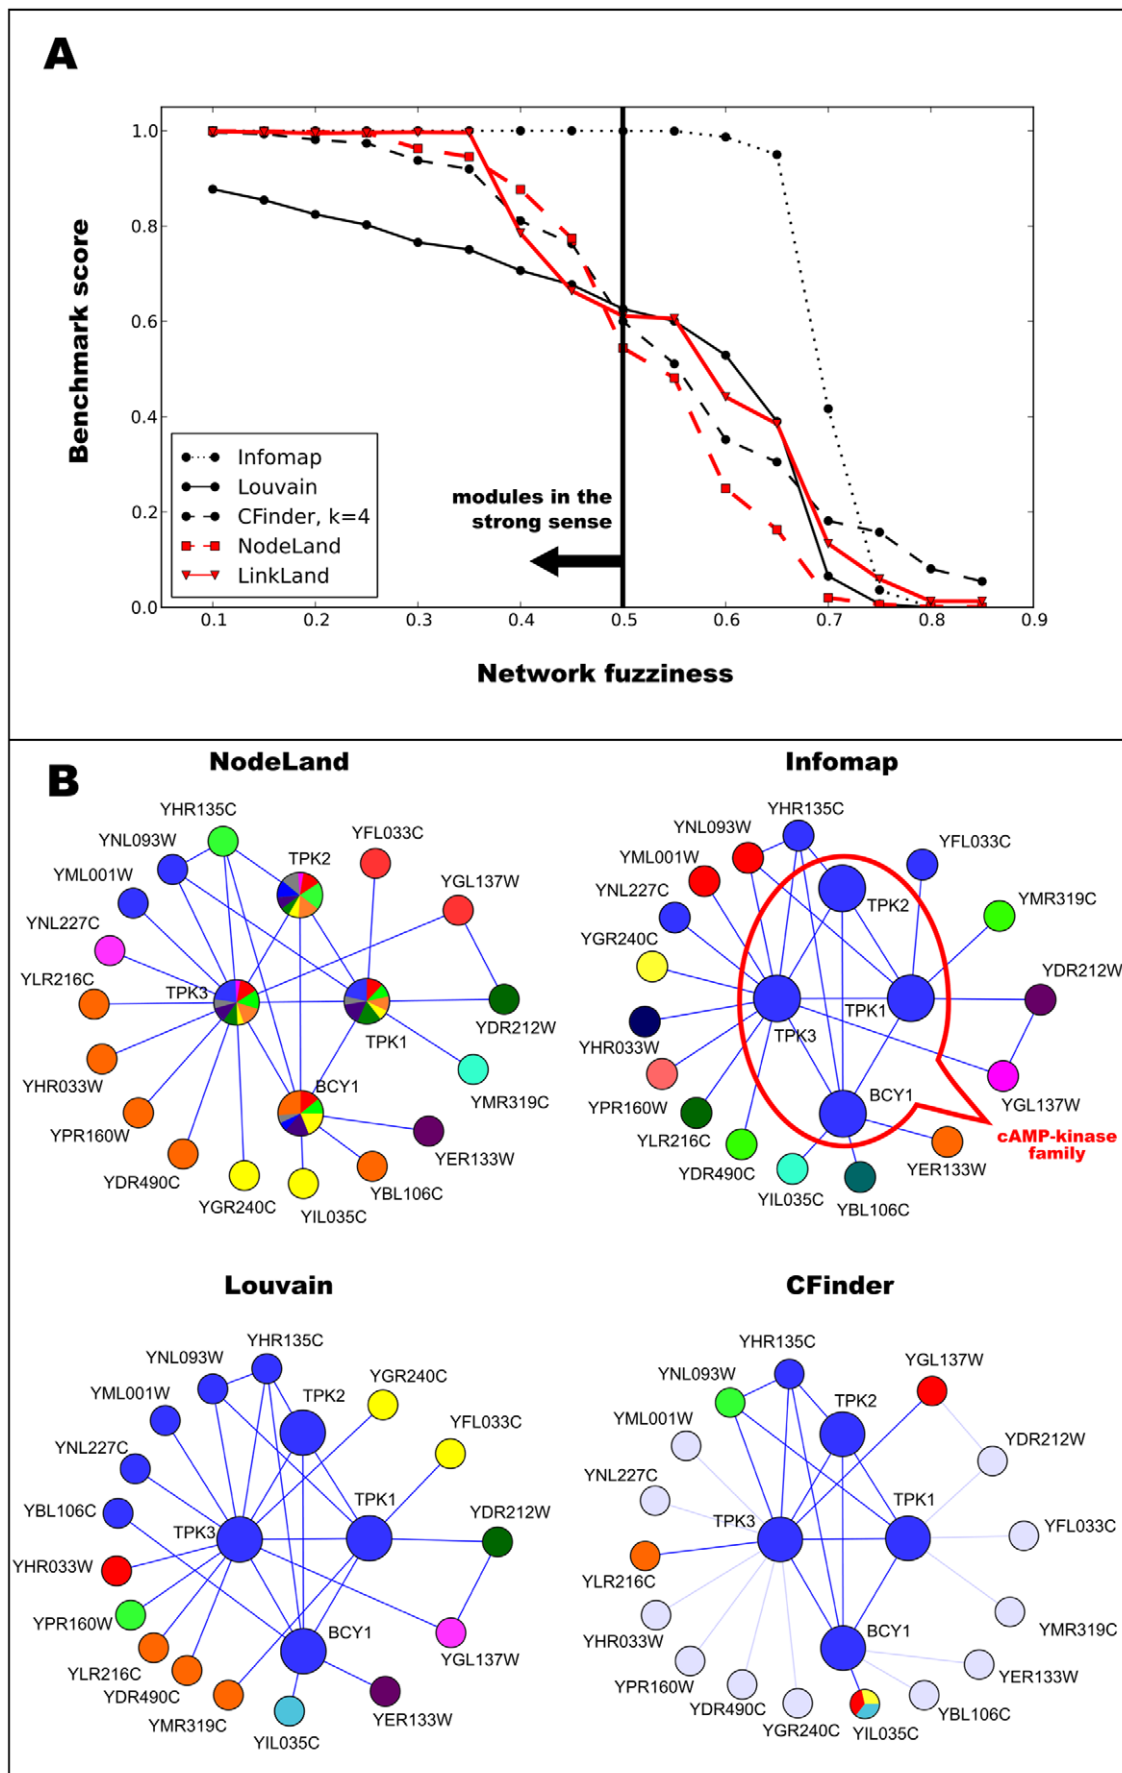 A
1.0
0.8
0.6
0.4
0.2
0.0
Benchmark score
Infomap
Louvain
CFinder, k=4
NodeLand
LinkLand
modules in the
strong sense
0.1 0.2 0.3 0.4 0.5 0.6 0.7 0.8 0.9
Network fuzziness
B
NodeLand
YHR135C
YNL093W
YML001W
YNL227C
YLR216C
YHR033W
YPR160W
YDR490C
YGR240C
YIL035C
YBL106C
YER133W
YMR319C
YDR212W
YGL137W
YFL033C
TPK2
TPK3
TPK1
BCY1
Infomap
YHR135C
YNL093W
YML001W
YNL227C
YGR240C
YHR033W
YPR160W
YLR216C
YDR490C
YIL035C
YBL106C
YER133W
YGL137W
YDR212W
YMR319C
YFL033C
TPK2
TPK3
TPK1
BCY1
cAMP-kinase
family
Louvain
YHR135C
YNL093W
YML001W
YNL227C
YBL106C
YHR033W
YPR160W
YLR216C
YDR490C
YMR319C
YIL035C
YER133W
YGL137W
YDR212W
YFL033C
YGR240C
TPK2
TPK3
TPK1
BCY1
CFinder
YHR135C
YNL093W
YML001W
YNL227C
YLR216C
YHR033W
YPR160W
YDR490C
YGR240C
YIL035C
YBL106C
YER133W
YMR319C
YFL033C
YDR212W
YGL137W
TPK2
TPK3
TPK1
BCY1